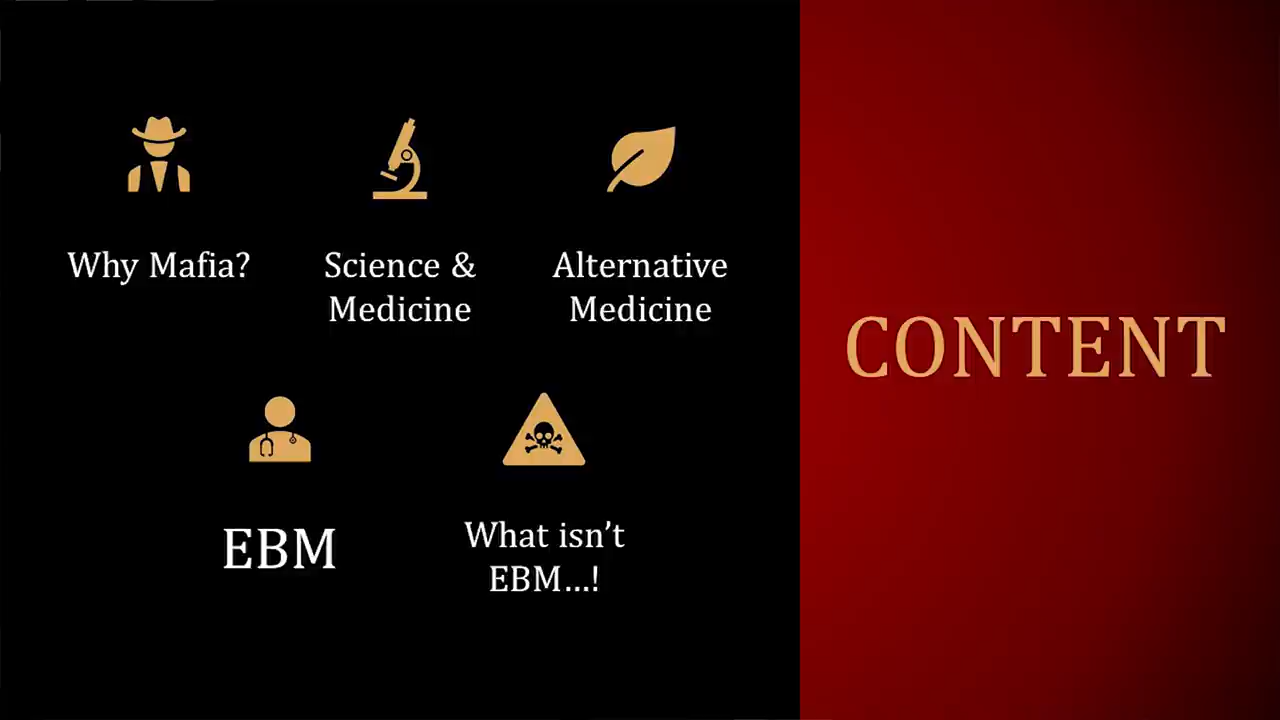 Why Mafia?
Science &
Medicine
Alternative
Medicine
CONTENT
EBM
What isn’t
EBM...!